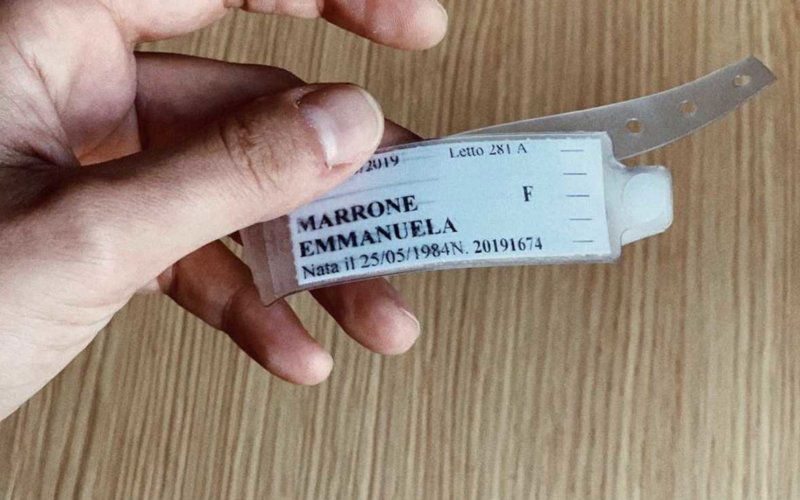 /2019 Letto 281 A
F
MARRONE
EMMANUELA
Nata il 25/05/1984N. 20191674